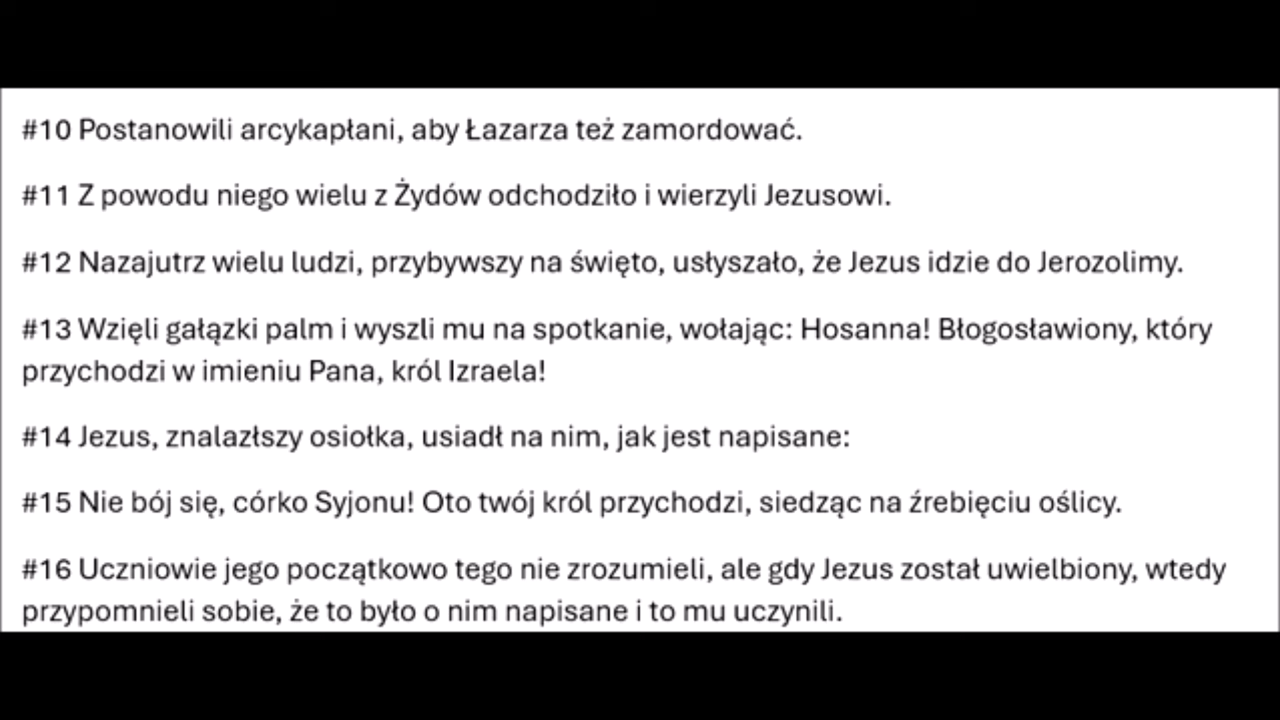 #10 Postanowili arcykapłani, aby Łazarza też zamordować.
#11 Z powodu niego wielu z Żydów odchodziło i wierzyli Jezusowi.
#12 Nazajutrz wielu ludzi, przybywszy na święto, usłyszało, że Jezus idzie do Jerozolimy.
#13 Wzięli gałązki palm i wyszli mu na spotkanie, wołając: Hosanna! Błogosławiony, który
przychodzi w imieniu Pana, król Izraela!
#14 Jezus, znalazłszy osiołka, usiadł na nim, jak jest napisane:
#15 Nie bój się, córko Syjonu! Oto twój król przychodzi, siedząc na źrebięciu oślicy.
#16 Uczniowie jego początkowo tego nie zrozumieli, ale gdy Jezus został uwielbiony, wtedy
przypomnieli sobie, że to było o nim napisane i to mu uczynili.